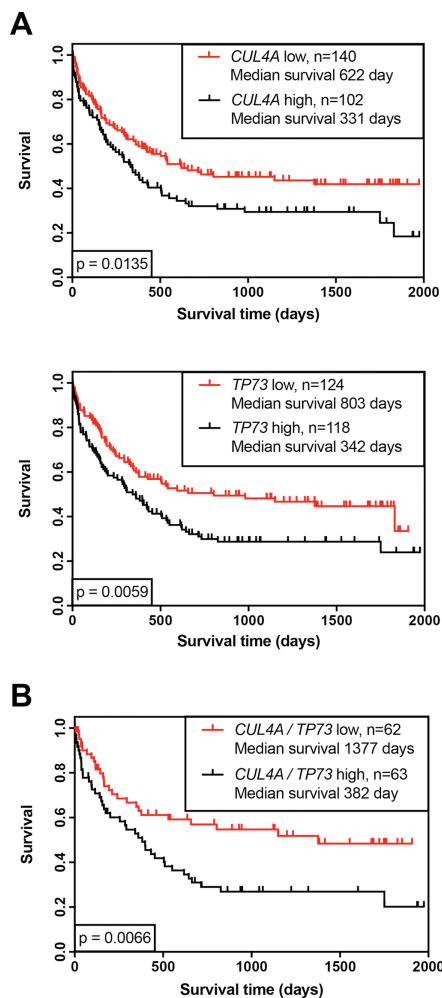 A
CUL4A low, n=140
Median survival 622 day
CUL4A high, n=102
Median survival 331 days
Survival
1.0
0.8
0.6
0.4
0.2
0.0
p = 0.0135
0
500
1000
1500
2000
Survival time (days)
TP73 low, n=124
Median survival 803 days
TP73 high, n=118
Median survival 342 days
Survival
1.0
0.8
0.6
0.4
0.2
0.0
p = 0.0059
0
500
1000
1500
2000
Survival time (days)
B
CUL4A / TP73 low, n=62
Median survival 1377 days
CUL4A / TP73 high, n=63
Median survival 382 day
Survival
1.0
0.8
0.6
0.4
0.2
0.0
p = 0.0066
0
500
1000
1500
2000
Survival time (days)